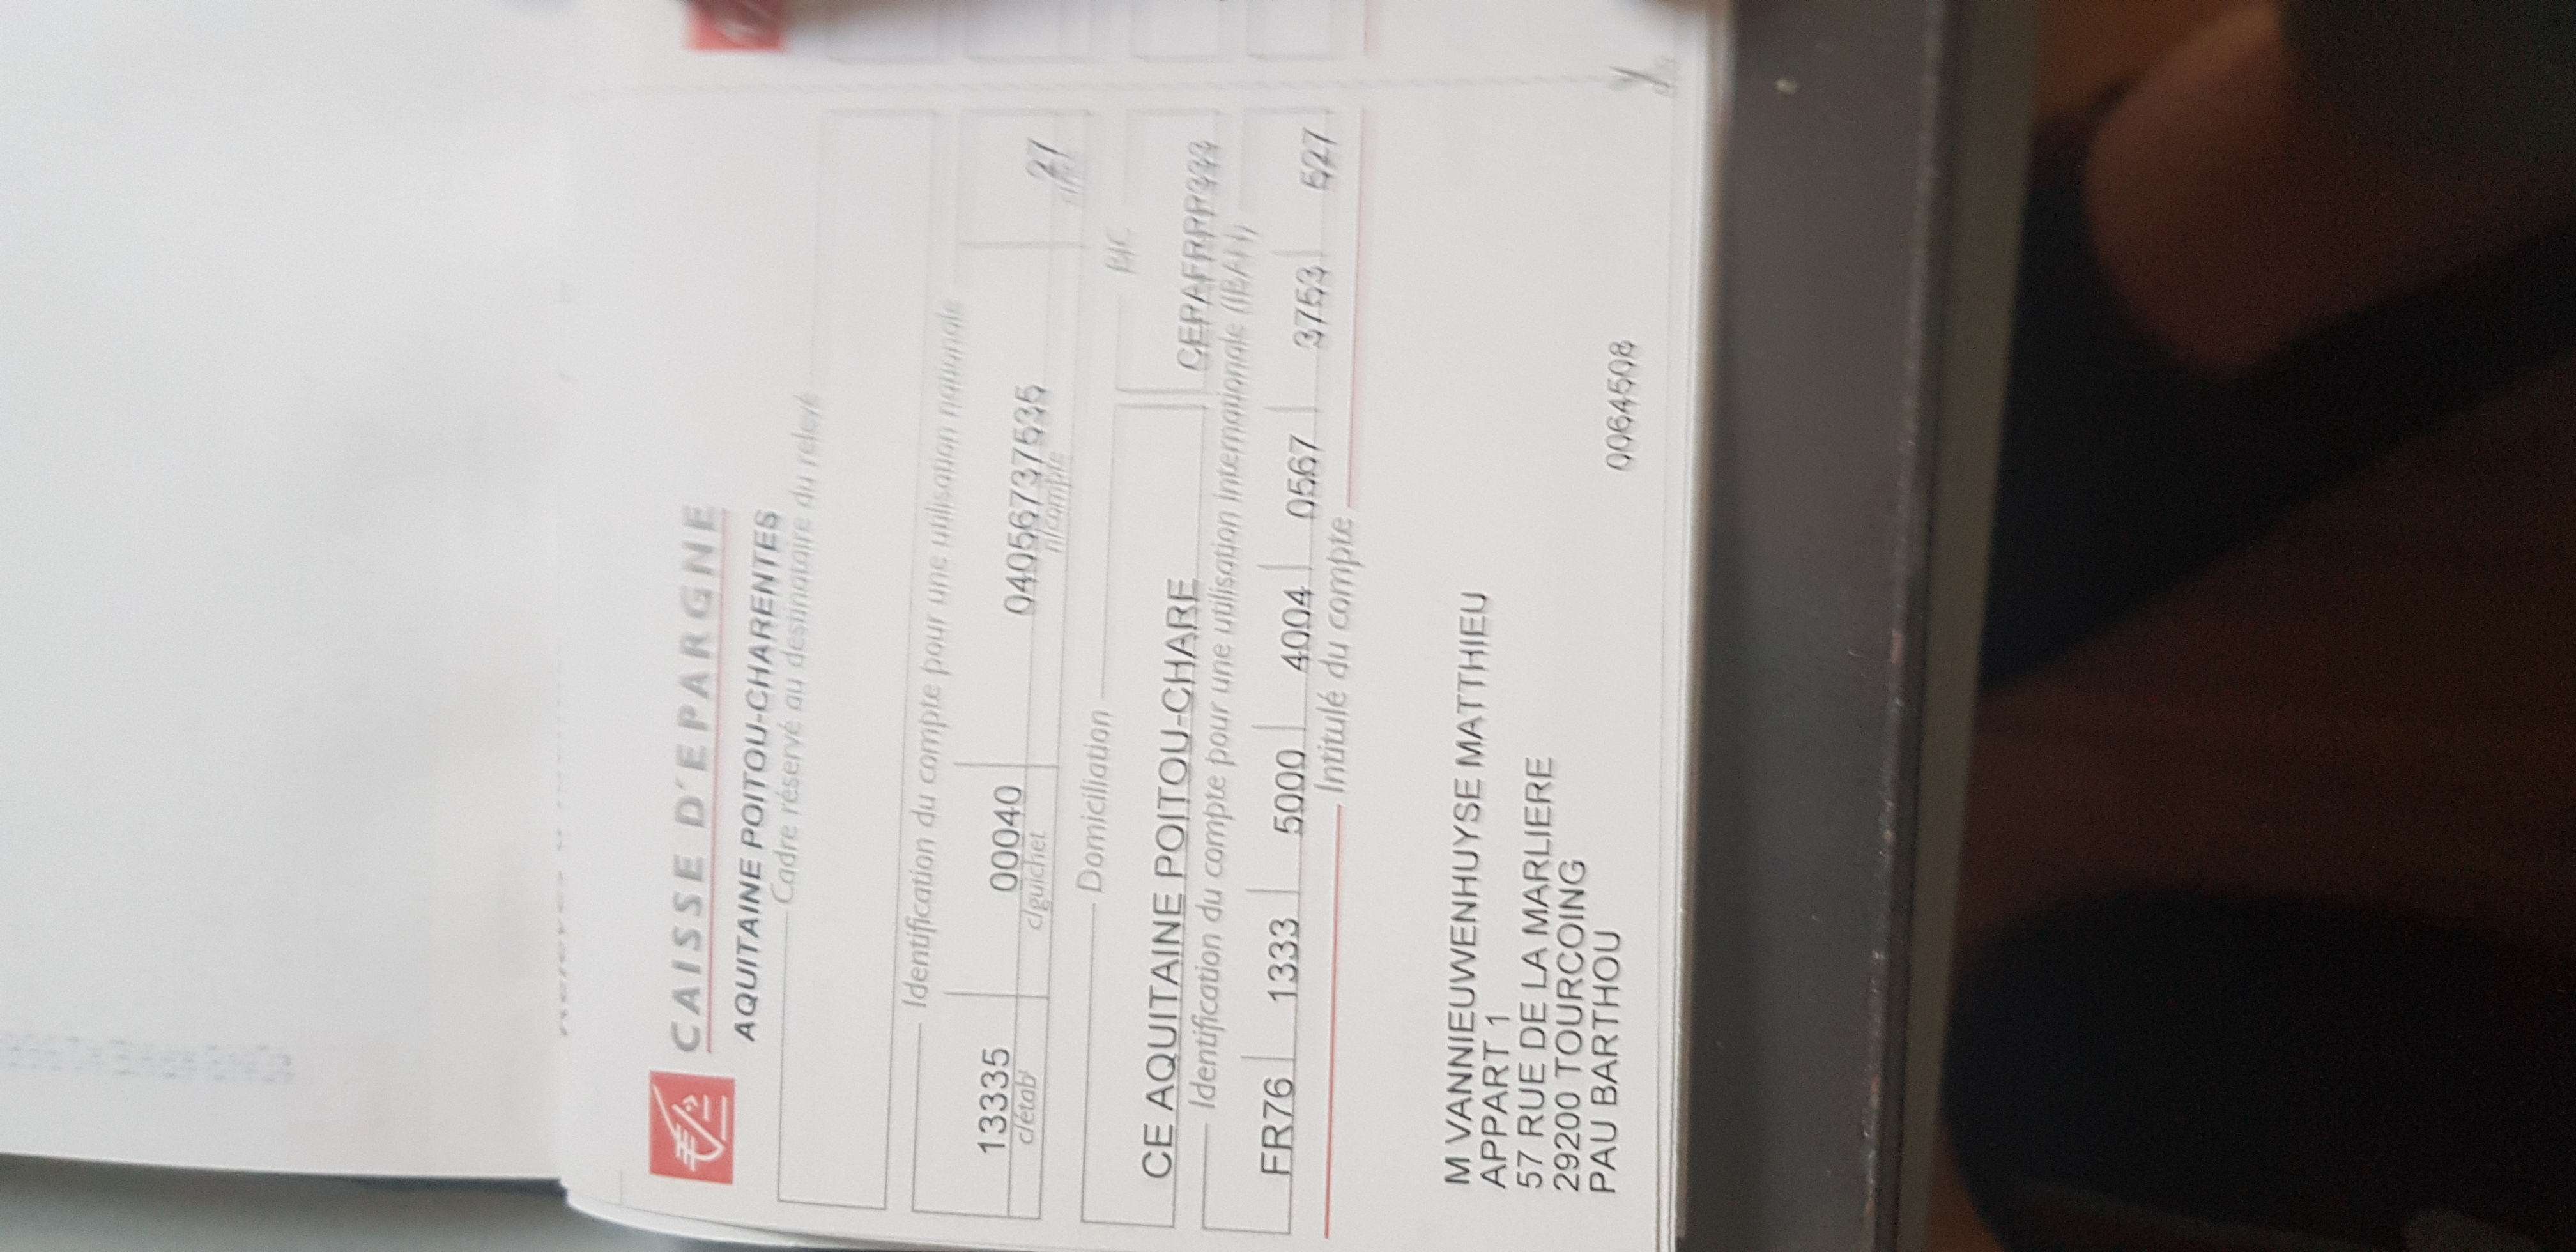 CAISSE D'EPARGNE
AQUITAINE POITOU-CHARENTES
Cadre réservé au destinataire du relevé
Identification du compte pour une utilisation nationale
13335 00040 04056737535 27
c/étabt c/guichet n/compte c/rice
Domiciliation BIC
CE AQUITAINE POITOU-CHARE CEPAFRPP333
Identification du compte pour une utilisation internationale (IBAN)
FR76 1333 5000 4004 0567 3753 527
Intitulé du compte
M VANNIEUWENHUYSE MATTHIEU
APPART 1
57 RUE DE LA MARLIERE
29200 TOURCOING
PAU BARTHOU 0064508